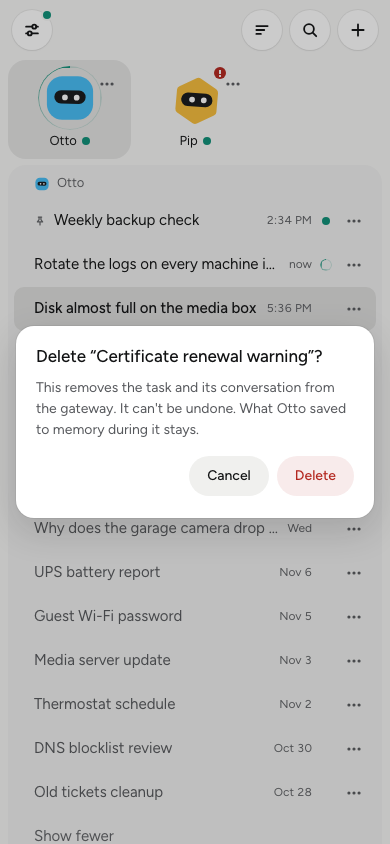 Otto
Pip
Otto
Weekly backup check 2:34 PM
Rotate the logs on every machine i… now
Disk almost full on the media box 5:36 PM
Delete “Certificate renewal warning”?
This removes the task and its conversation from
the gateway. It can't be undone. What Otto saved
to memory during it stays.
Cancel Delete
Why does the garage camera drop … Wed
UPS battery report Nov 6
Guest Wi-Fi password Nov 5
Media server update Nov 3
Thermostat schedule Nov 2
DNS blocklist review Oct 30
Old tickets cleanup Oct 28
Show fewer